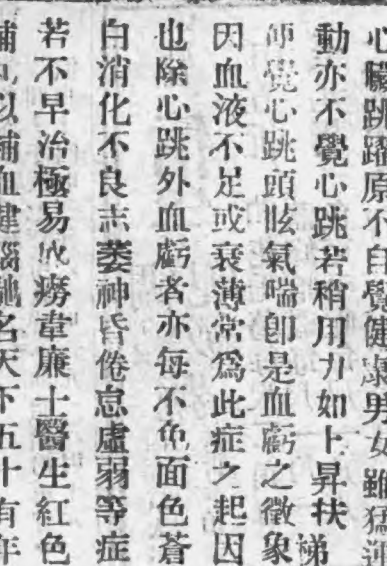 心臟跳躍原不自覺健康男女雖猛運
動亦不覺心跳若稍用力如上昇扶梯
便覺心跳頭眩氣喘卽是血虧之徵象
因血液不足或衰薄常爲此症之起因
也除心跳外血虧者亦每不免面色蒼
白消化不良志萎神昏倦怠虛弱等症
若不早治極易成癆韋廉士醫生紅色
補丸以補血健腦馳名天下五十有年